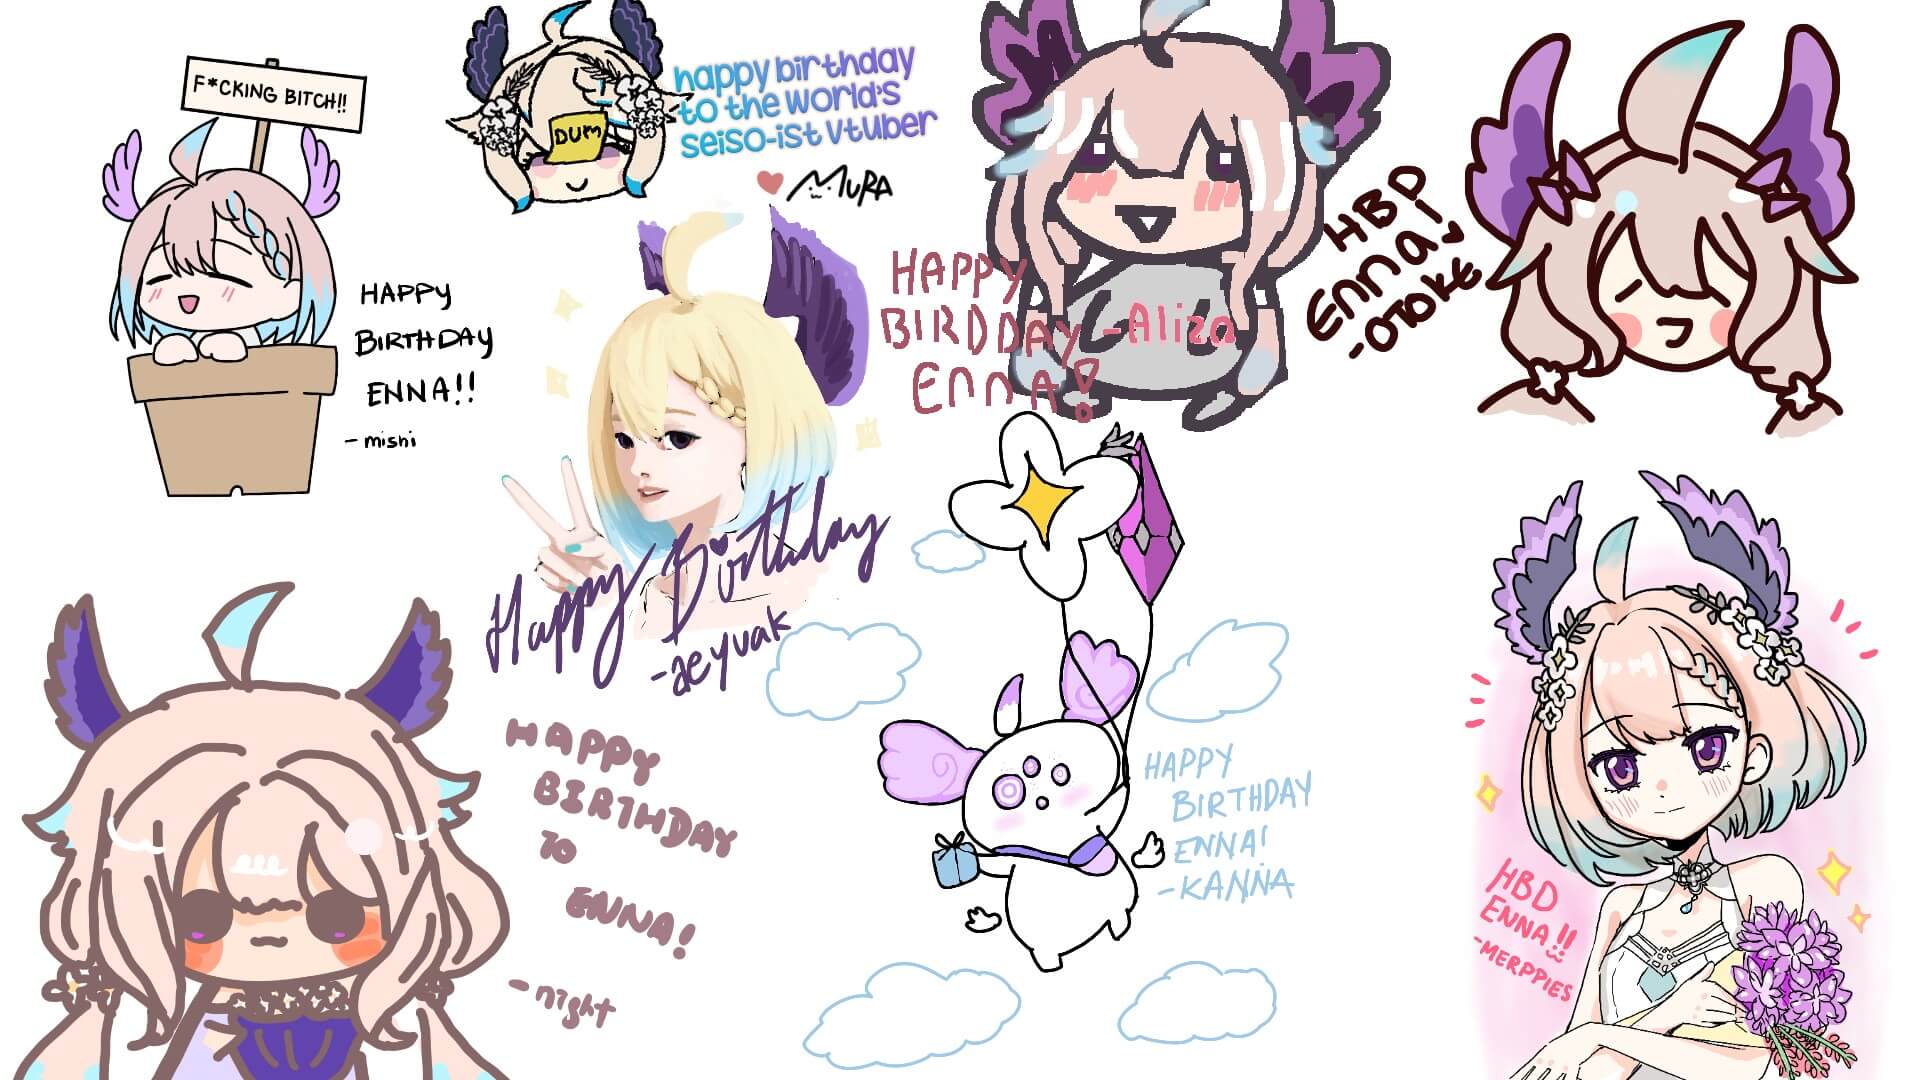 F*CKING BITCH!!
HAPPY
BIRTHDAY
ENNA!!
- mishi
DUM
happy birthday
to the world's
seiso-ist vtuber
MURA
HAPPY
BIRDDAY
ENNA!
-Aliza
HBD
ENNA!
-OTOKE
Happy Birthday
-aeyuak
HAPPY
BIRTHDAY
TO
ENNA!
-night
HAPPY
BIRTHDAY
ENNA!
-KANNA
HBD
ENNA!!
-MERPPIES